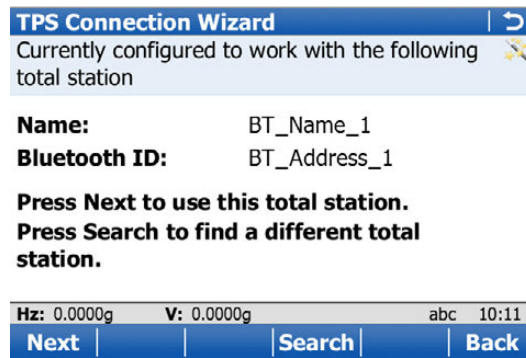 TPS Connection Wizard
Currently configured to work with the following
total station
Name: BT_Name_1
Bluetooth ID: BT_Address_1
Press Next to use this total station.
Press Search to find a different total
station.
Hz: 0.0000g V: 0.0000g abc 10:11
Next Search Back